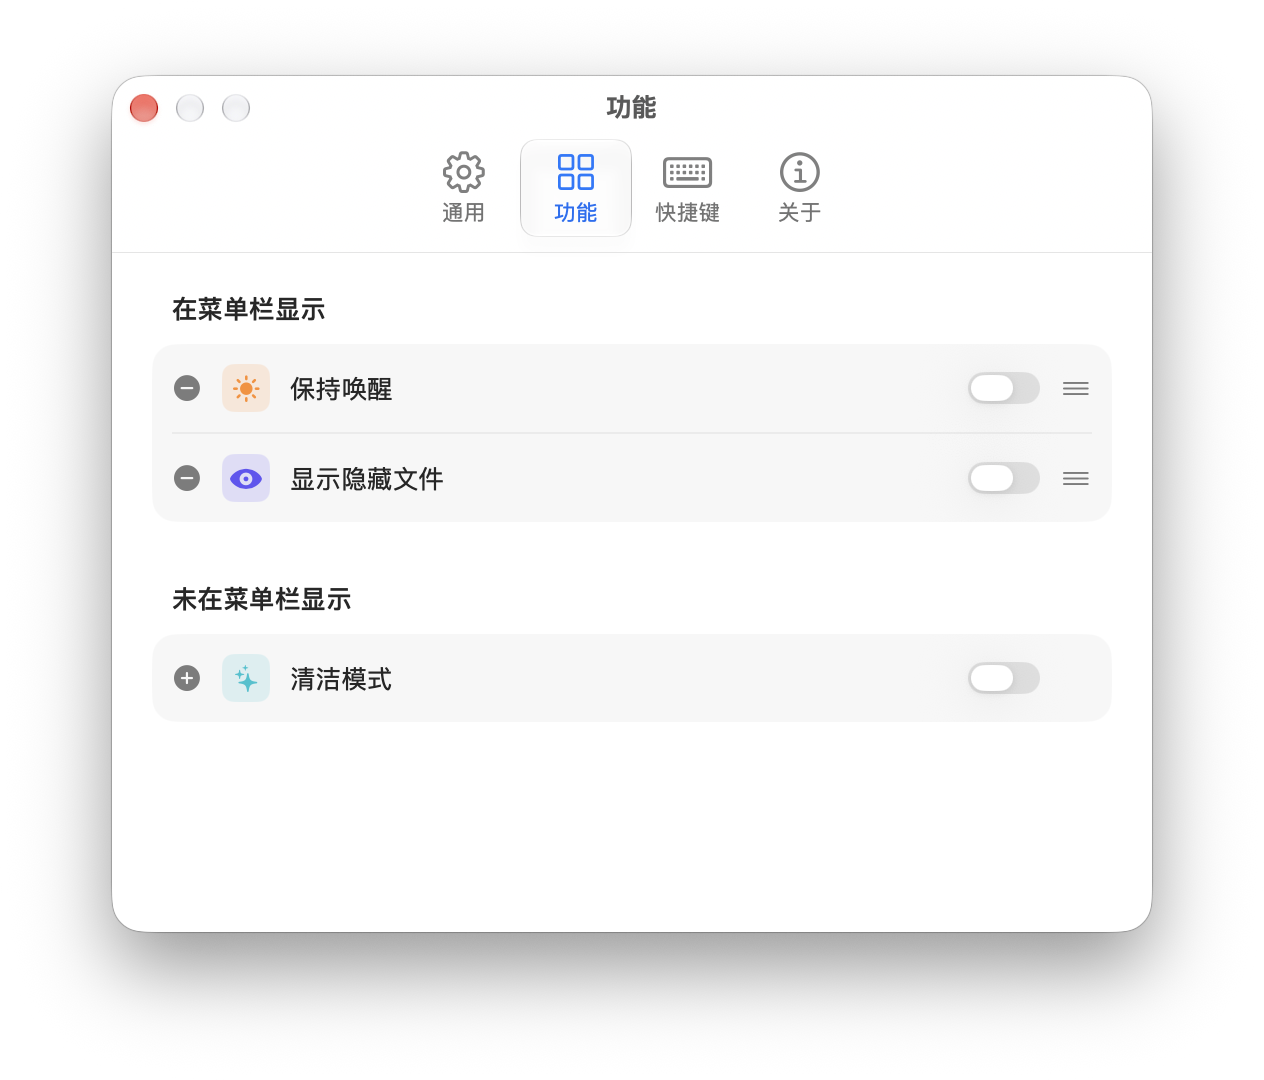 功能
通用
功能
快捷键
关于
在菜单栏显示
保持唤醒
显示隐藏文件
未在菜单栏显示
清洁模式